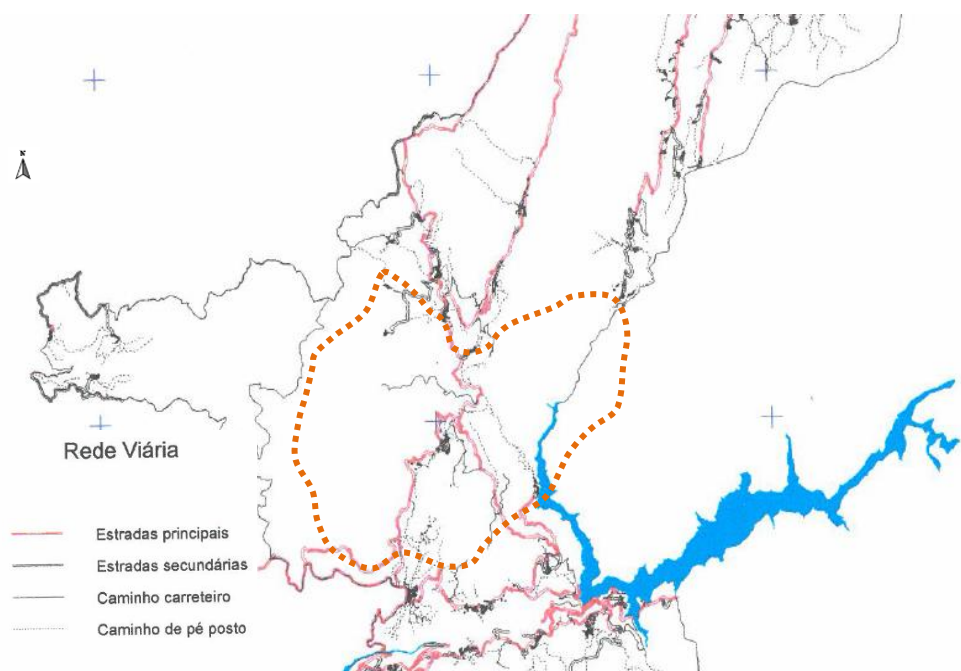 N
Rede Viária
Estradas principais
Estradas secundárias
Caminho carreteiro
Caminho de pé posto